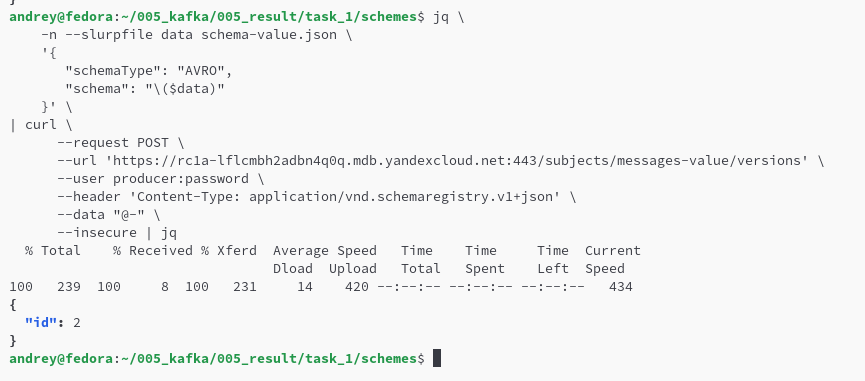 andrey@fedora:~/005_kafka/005_result/task_1/schemes$ jq \
    -n --slurpfile data schema-value.json \
    '{
       "schemaType": "AVRO",
       "schema": "\($data)"
    }' \
| curl \
      --request POST \
      --url 'https://rc1a-lflcmbh2adbn4q0q.mdb.yandexcloud.net:443/subjects/messages-value/versions' \
      --user producer:password \
      --header 'Content-Type: application/vnd.schemaregistry.v1+json' \
      --data "@-" \
      --insecure | jq
  % Total    % Received % Xferd  Average Speed   Time    Time     Time  Current
                                 Dload  Upload   Total   Spent    Left  Speed
100   239  100     8  100   231     14    420 --:--:-- --:--:-- --:--:--   434
{
  "id": 2
}
andrey@fedora:~/005_kafka/005_result/task_1/schemes$